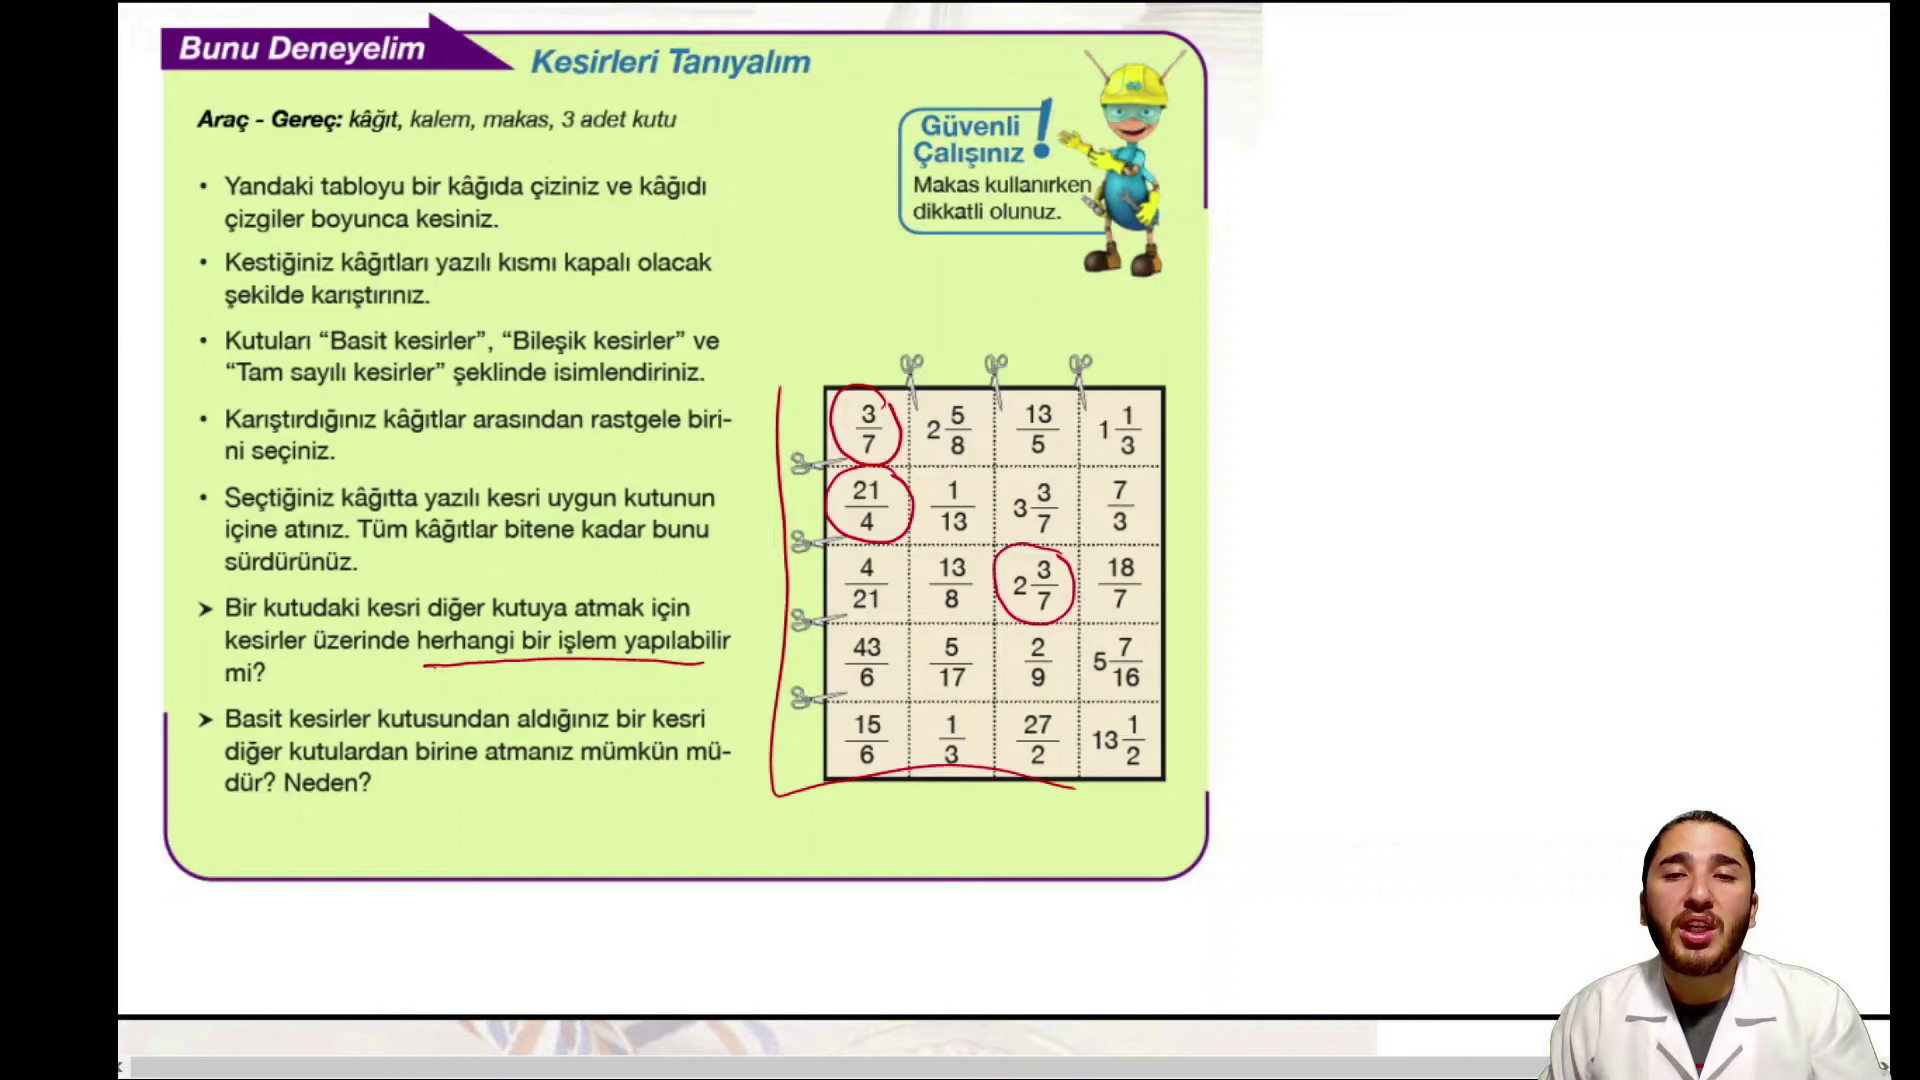 Bunu Deneyelim
Kesirleri Tanıyalım
Araç - Gereç: kâğıt, kalem, makas, 3 adet kutu
Güvenli
Çalışınız !
Makas kullanırken
dikkatli olunuz.
• Yandaki tabloyu bir kâğıda çiziniz ve kâğıdı
çizgiler boyunca kesiniz.
• Kestiğiniz kâğıtları yazılı kısmı kapalı olacak
şekilde karıştırınız.
• Kutuları “Basit kesirler”, “Bileşik kesirler” ve
“Tam sayılı kesirler” şeklinde isimlendiriniz.
• Karıştırdığınız kâğıtlar arasından rastgele biri-
ni seçiniz.
• Seçtiğiniz kâğıtta yazılı kesri uygun kutunun
içine atınız. Tüm kâğıtlar bitene kadar bunu
sürdürünüz.
➤ Bir kutudaki kesri diğer kutuya atmak için
kesirler üzerinde herhangi bir işlem yapılabilir
mi?
➤ Basit kesirler kutusundan aldığınız bir kesri
diğer kutulardan birine atmanız mümkün mü-
dür? Neden?
3/7 2 5/8 13/5 1 1/3
21/4 1/13 3 3/7 7/3
4/21 13/8 2 3/7 18/7
43/6 5/17 2/9 5 7/16
15/6 1/3 27/2 13 1/2